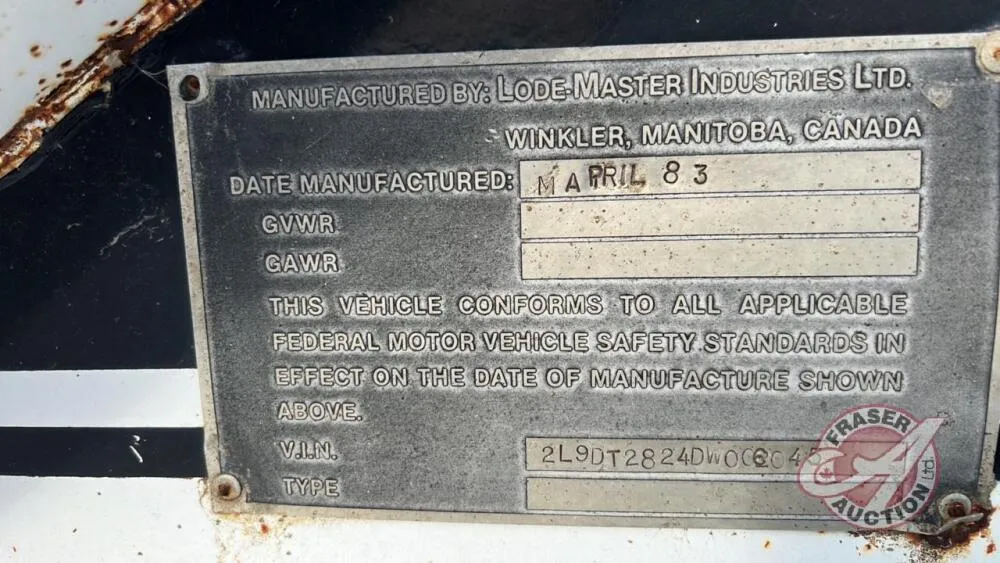 MANUFACTURED BY: LODE-MASTER INDUSTRIES LTD.
WINKLER, MANITOBA, CANADA
DATE MANUFACTURED: M APRIL 83
GVWR
GAWR
THIS VEHICLE CONFORMS TO ALL APPLICABLE
FEDERAL MOTOR VEHICLE SAFETY STANDARDS IN
EFFECT ON THE DATE OF MANUFACTURE SHOWN
ABOVE.
V.I.N.
TYPE
FRASER
AUCTION Ltd.